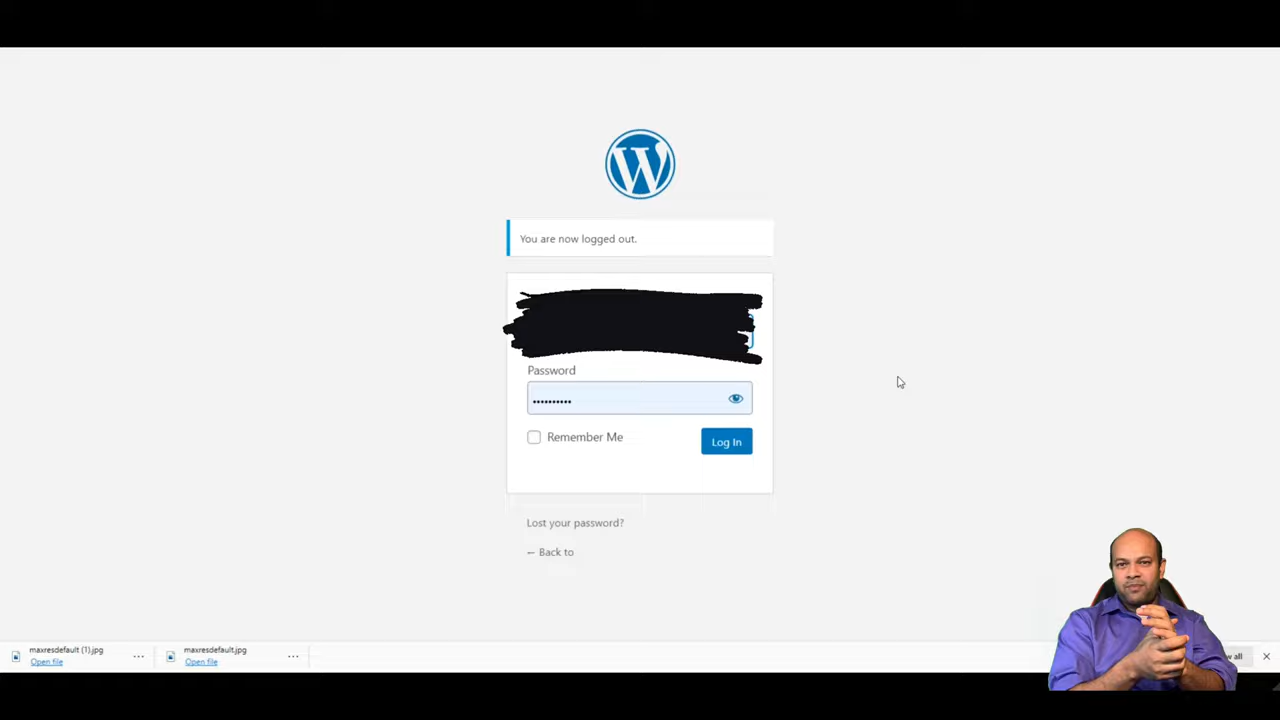 W
You are now logged out.
Password
Remember Me
Log In
Lost your password?
← Back to
maxresdefault (1).jpg
Open file
maxresdefault.jpg
Open file
all